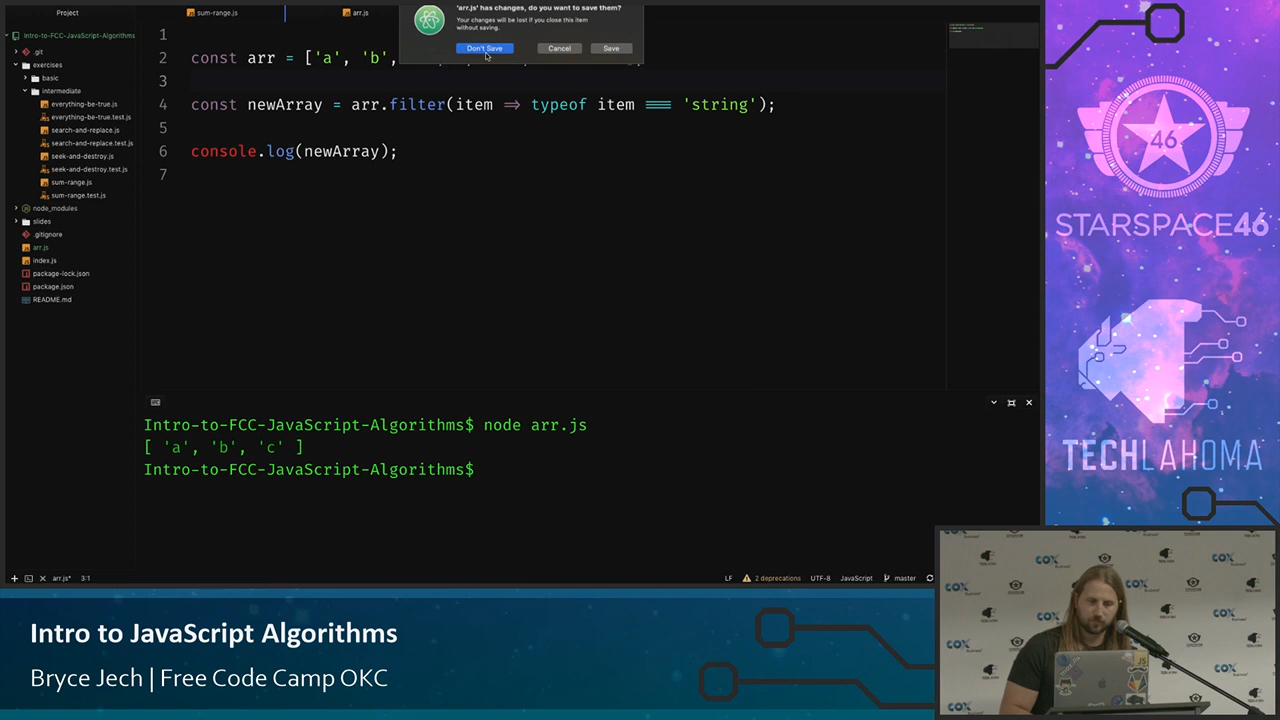 Project
sum-range.js
arr.js
'arr.js' has changes, do you want to save them?
Your changes will be lost if you close this item
without saving.
Don't Save
Cancel
Save
Intro-to-FCC-JavaScript-Algorithms
.git
exercises
basic
intermediate
everything-be-true.js
everything-be-true.test.js
search-and-replace.js
search-and-replace.test.js
seek-and-destroy.js
seek-and-destroy.test.js
sum-range.js
sum-range.test.js
node_modules
slides
.gitignore
arr.js
index.js
package-lock.json
package.json
README.md
1
2 const arr = ['a', 'b',
3
4 const newArray = arr.filter(item => typeof item === 'string');
5
6 console.log(newArray);
7
Intro-to-FCC-JavaScript-Algorithms$ node arr.js
[ 'a', 'b', 'c' ]
Intro-to-FCC-JavaScript-Algorithms$
arr.js* 3:1
LF 2 deprecations UTF-8 JavaScript master
46
STARSPACE46
TECHLAHOMA
COX
Intro to JavaScript Algorithms
Bryce Jech | Free Code Camp OKC